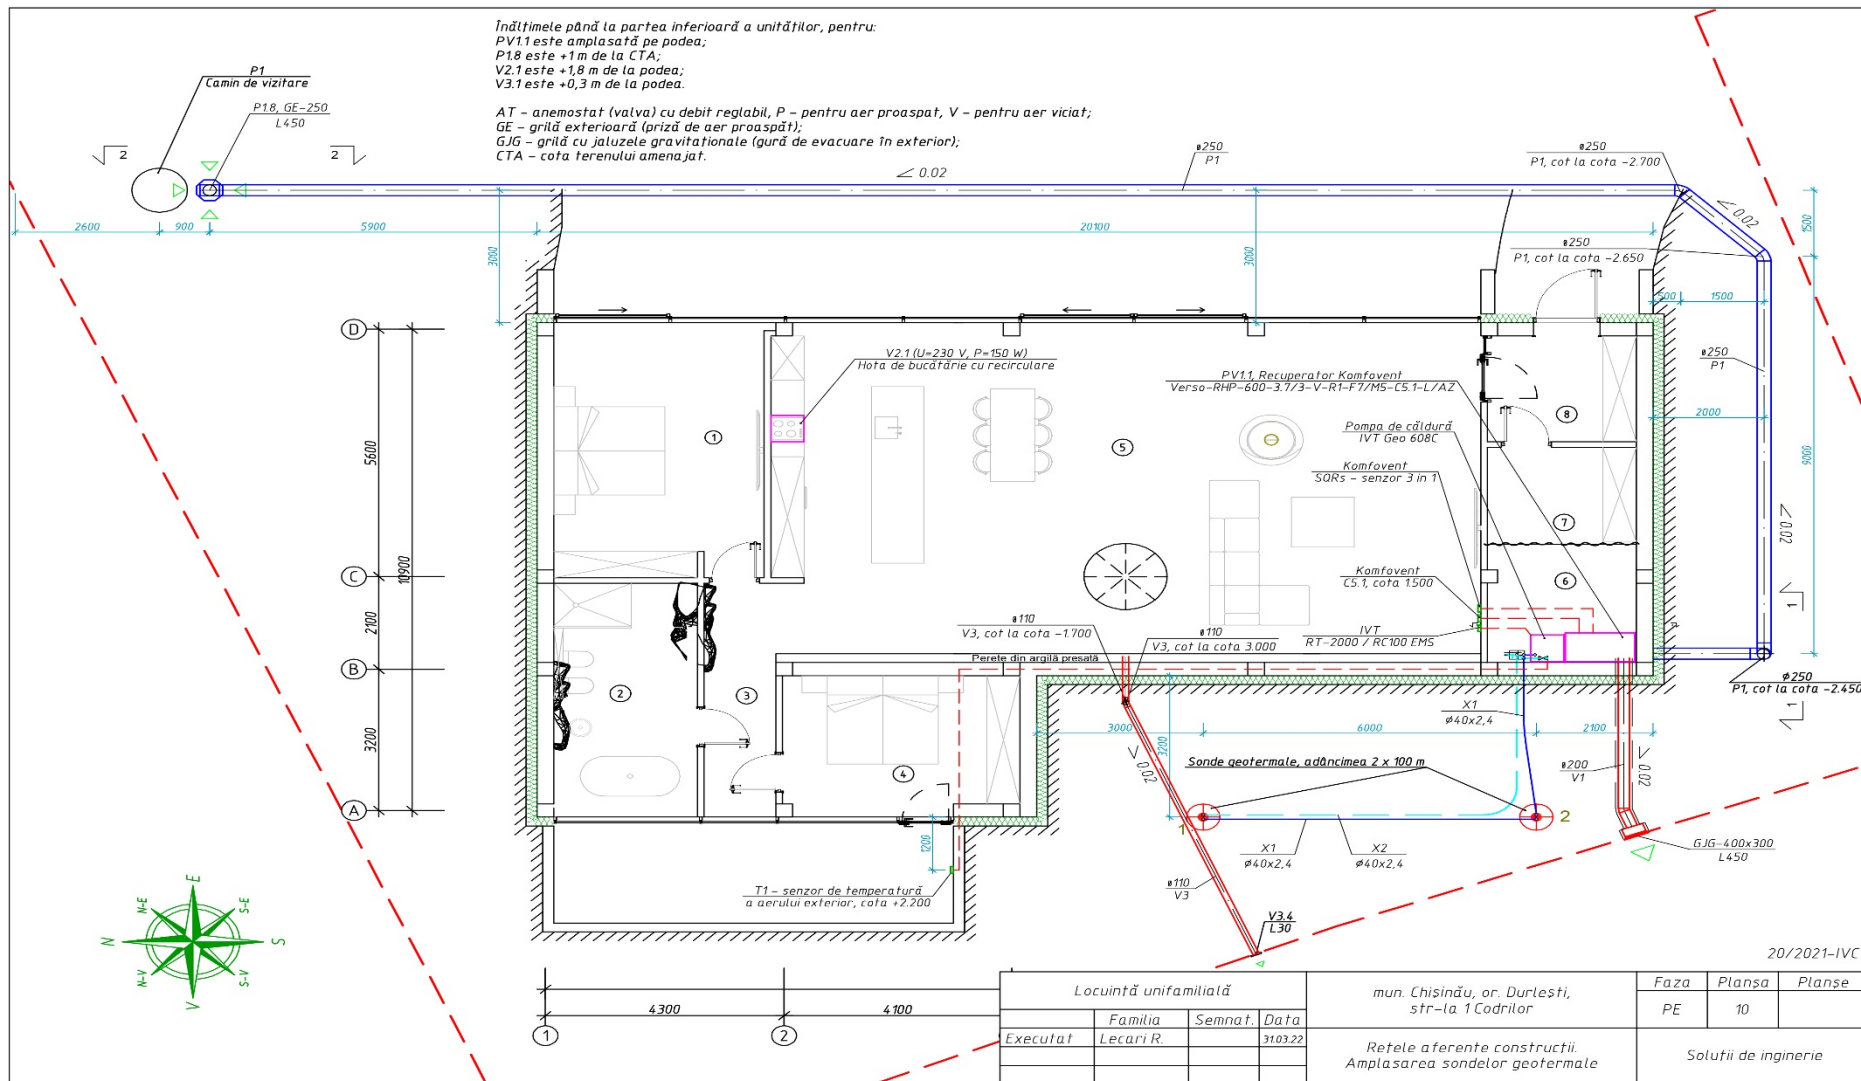 Înălțimele până la partea inferioară a unităților, pentru:
PV1.1 este amplasată pe podea;
P1.8 este +1 m de la CTA;
V2.1 este +1,8 m de la podea;
V3.1 este +0,3 m de la podea.
AT - anemostat (valva) cu debit reglabil, P - pentru aer proaspat, V - pentru aer viciat;
GE - grilă exterioară (priză de aer proaspăt);
GJG - grilă cu jaluzele gravitaționale (gură de evacuare în exterior);
CTA - cota terenului amenajat.
P1
Camin de vizitare
P1.8, GE-250
L450
2
2
ø250
P1
ø250
P1, cot la cota -2.700
0.02
0.02
2600
900
5900
20100
1500
3000
3000
ø250
P1, cot la cota -2.650
500
1500
D
V2.1 (U=230 V, P=150 W)
Hota de bucătărie cu recirculare
PV1.1, Recuperator Komfovent
Verso-RHP-600-3.7/3-V-R1-F7/M5-C5.1-L/AZ
ø250
P1
2000
8
Pompa de căldură
IVT Geo 608C
1
5
5600
9000
Komfovent
SQRs - senzor 3 in 1
7
0.02
C
10900
Komfovent
C5.1, cota 1.500
6
1
2100
ø110
V3, cot la cota -1.700
ø110
V3, cot la cota 3.000
IVT
RT-2000 / RC100 EMS
B
Perete din argilă presată
ø250
P1, cot la cota -2.450
2
3
X1
ø40x2,4
1
3000
6000
2100
3200
3200
0.02
Sonde geotermale, adâncimea 2 x 100 m
ø200
V1
0.02
4
A
1
2
1200
X1
ø40x2,4
X2
ø40x2,4
GJG-400x300
L450
T1 - senzor de temperatură
a aerului exterior, cota +2.200
ø110
V3
V3.4
L30
E
N-E
S-E
N
S
N-V
S-V
V
20/2021-IVC
4300
4100
1
2
Locuință unifamilială
mun. Chișinău, or. Durlești,
str-la 1 Codrilor
Faza
Planșa
Planșe
PE
10
Familia
Semnat.
Data
Executat
Lecari R.
31.03.22
Rețele aferente construcții.
Amplasarea sondelor geotermale
Soluții de inginerie